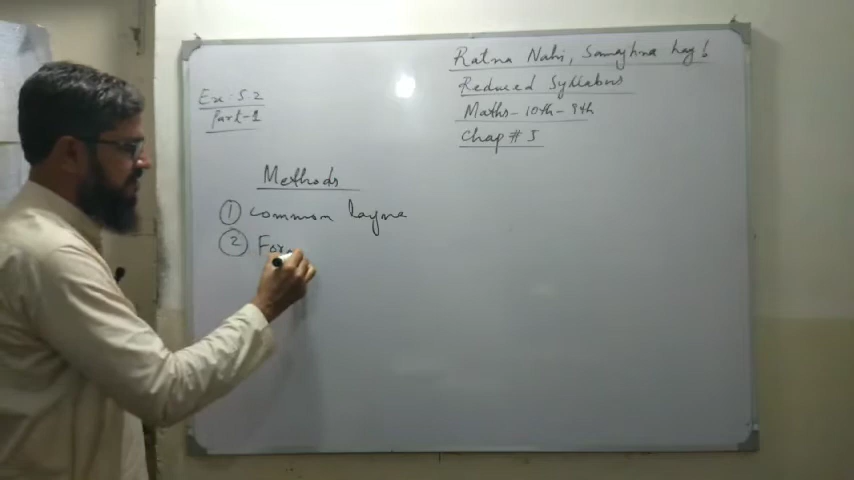 Ratna Nahi, Samajhna hay!
Reduced Syllabus
Maths - 10th - 9th
Chap # 5
Ex: 5.2
Part-1
Methods
① Common layna
② For